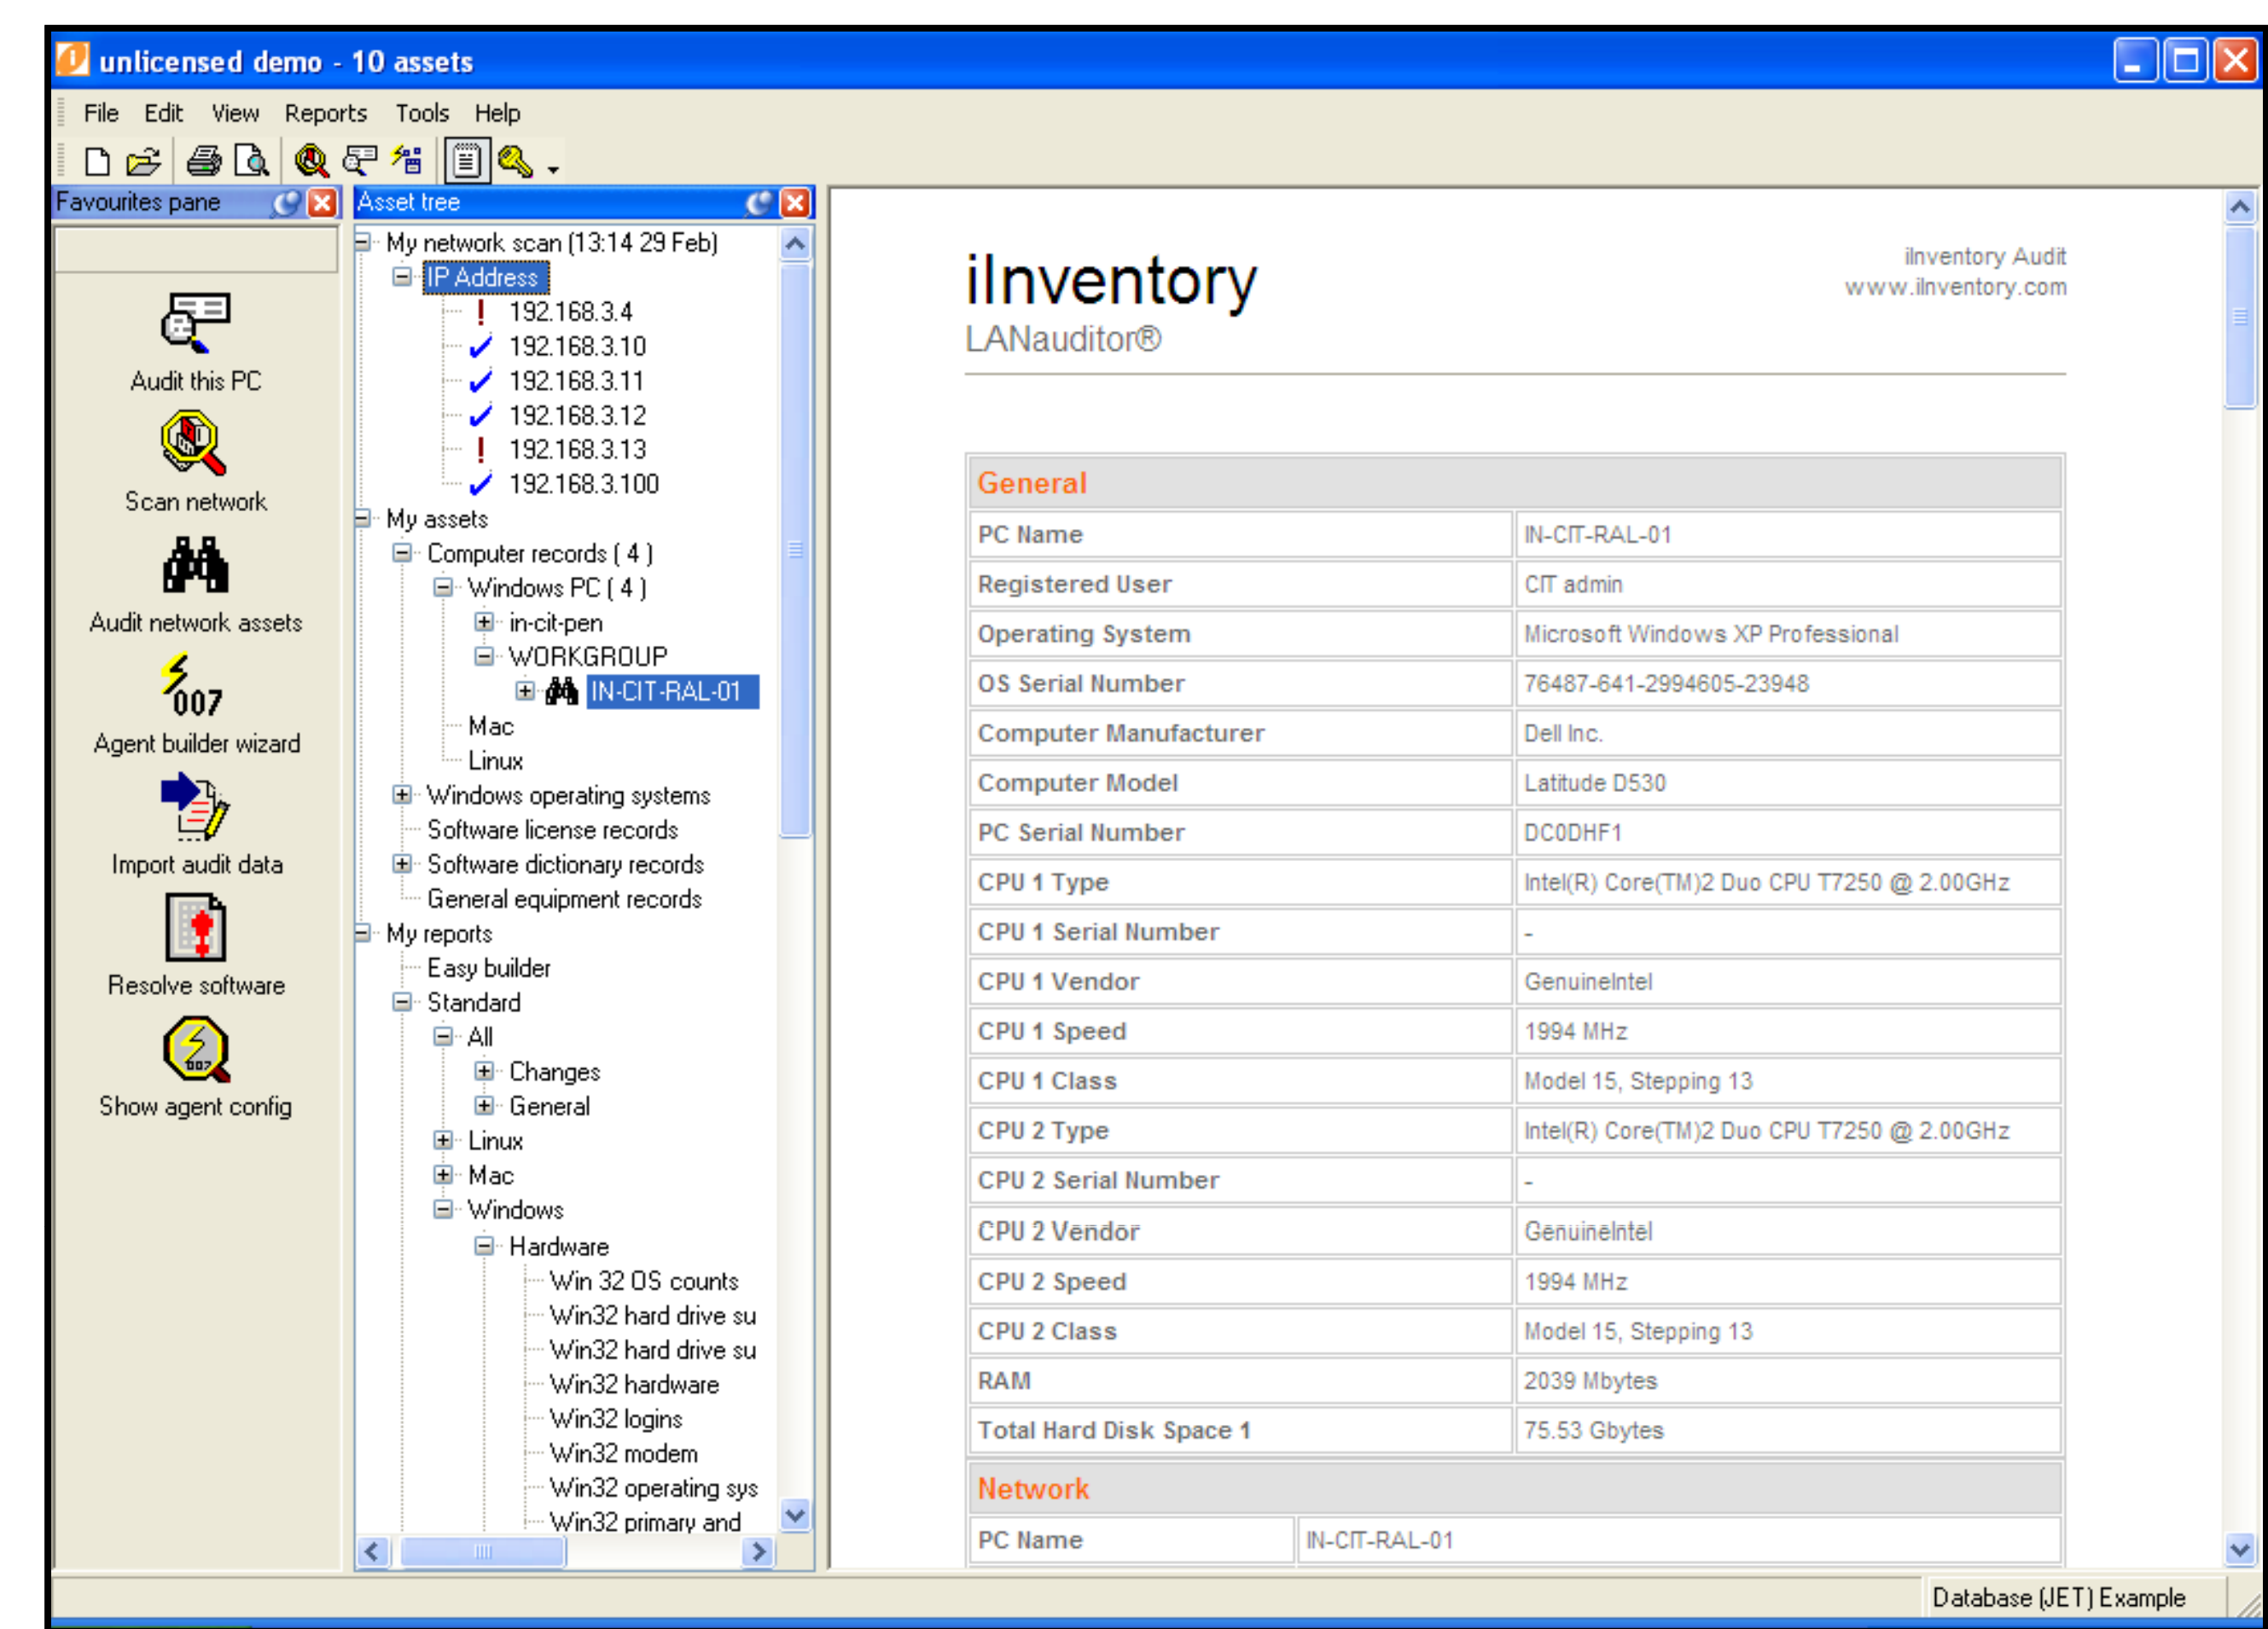 unlicensed demo - 10 assets
File Edit View Reports Tools Help
Favourites pane
Audit this PC
Scan network
Audit network assets
007
Agent builder wizard
Import audit data
Resolve software
007
Show agent config
Asset tree
My network scan (13:14 29 Feb)
IP Address
192.168.3.4
192.168.3.10
192.168.3.11
192.168.3.12
192.168.3.13
192.168.3.100
My assets
Computer records ( 4 )
Windows PC ( 4 )
in-cit-pen
WORKGROUP
IN-CIT-RAL-01
Mac
Linux
Windows operating systems
Software license records
Software dictionary records
General equipment records
My reports
Easy builder
Standard
All
Changes
General
Linux
Mac
Windows
Hardware
Win 32 OS counts
Win32 hard drive su
Win32 hard drive su
Win32 hardware
Win32 logins
Win32 modem
Win32 operating sys
Win32 primary and
iInventory
LANauditor®
iInventory Audit
www.iInventory.com
General
PC Name IN-CIT-RAL-01
Registered User CIT admin
Operating System Microsoft Windows XP Professional
OS Serial Number 76487-641-2994605-23948
Computer Manufacturer Dell Inc.
Computer Model Latitude D530
PC Serial Number DC0DHF1
CPU 1 Type Intel(R) Core(TM)2 Duo CPU T7250 @ 2.00GHz
CPU 1 Serial Number -
CPU 1 Vendor GenuineIntel
CPU 1 Speed 1994 MHz
CPU 1 Class Model 15, Stepping 13
CPU 2 Type Intel(R) Core(TM)2 Duo CPU T7250 @ 2.00GHz
CPU 2 Serial Number -
CPU 2 Vendor GenuineIntel
CPU 2 Speed 1994 MHz
CPU 2 Class Model 15, Stepping 13
RAM 2039 Mbytes
Total Hard Disk Space 1 75.53 Gbytes
Network
PC Name IN-CIT-RAL-01
Database (JET) Example